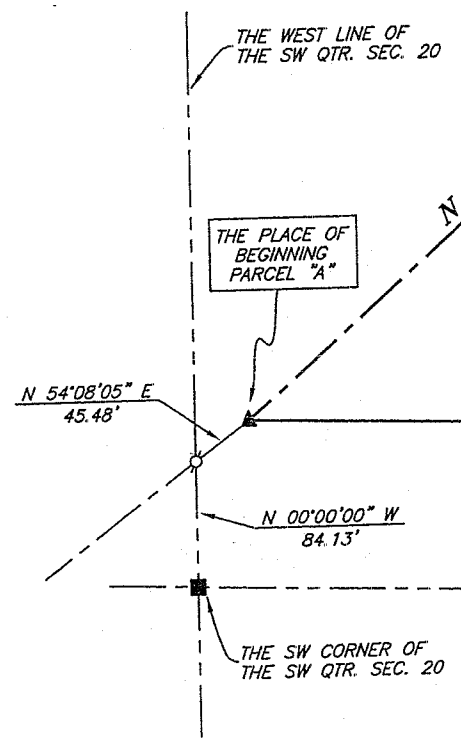 THE WEST LINE OF
THE SW QTR. SEC. 20
N
THE PLACE OF
BEGINNING
PARCEL "A"
N 54°08'05" E
45.48'
N 00°00'00" W
84.13'
THE SW CORNER OF
THE SW QTR. SEC. 20